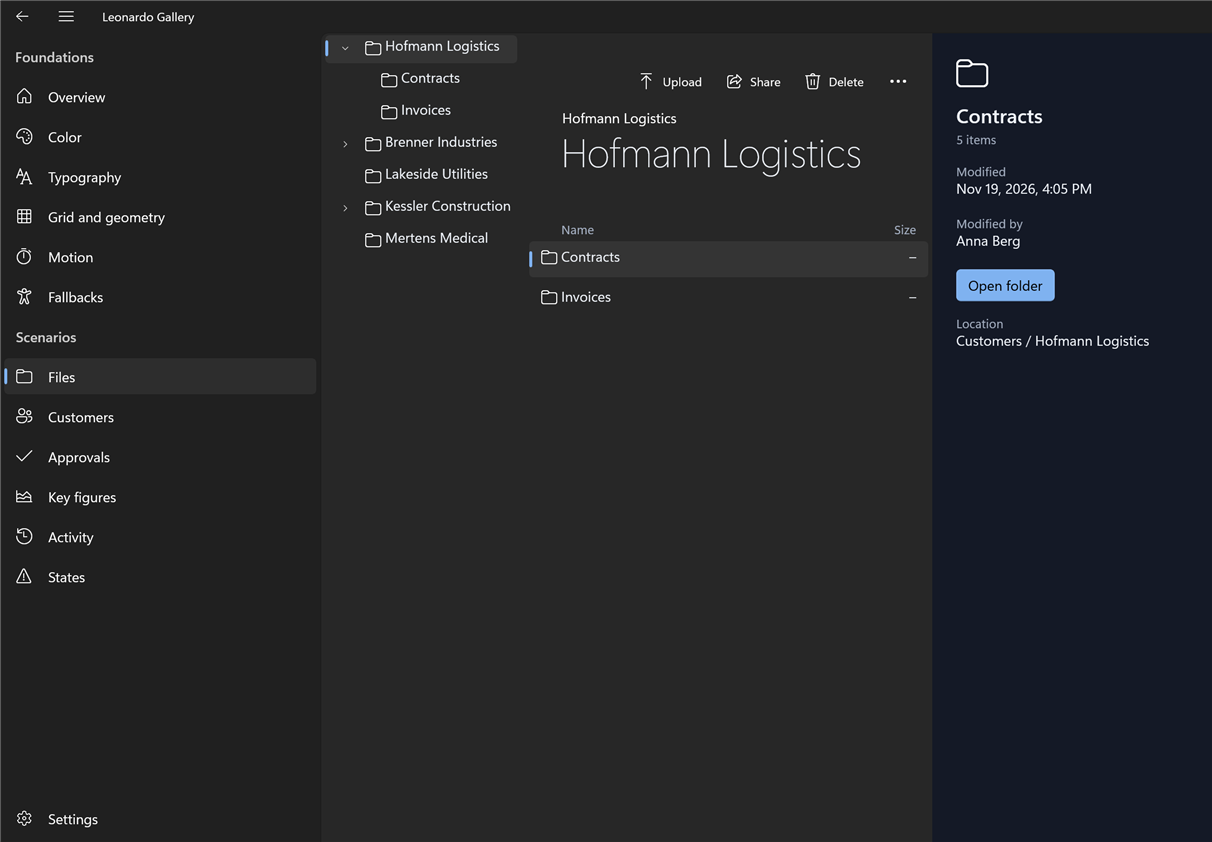 Leonardo Gallery
Foundations
Overview
Color
Typography
Grid and geometry
Motion
Fallbacks
Scenarios
Files
Customers
Approvals
Key figures
Activity
States
Settings
Hofmann Logistics
Contracts
Invoices
Brenner Industries
Lakeside Utilities
Kessler Construction
Mertens Medical
Upload Share Delete
Hofmann Logistics
Hofmann Logistics
Name Size
Contracts –
Invoices –
Contracts
5 items
Modified
Nov 19, 2026, 4:05 PM
Modified by
Anna Berg
Open folder
Location
Customers / Hofmann Logistics